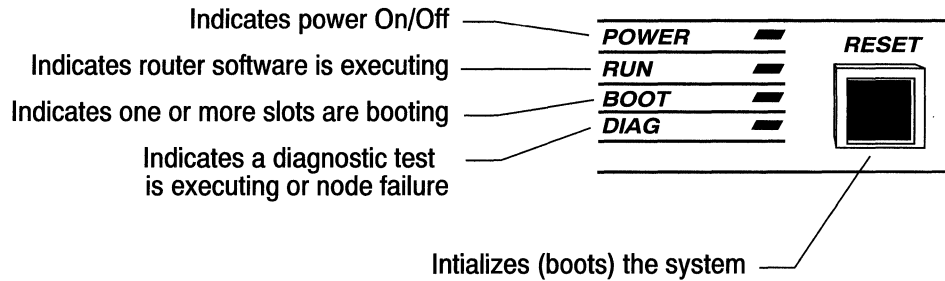 Indicates power On/Off
POWER
RESET
Indicates router software is executing
RUN
Indicates one or more slots are booting
BOOT
DIAG
Indicates a diagnostic test
is executing or node failure
Intializes (boots) the system